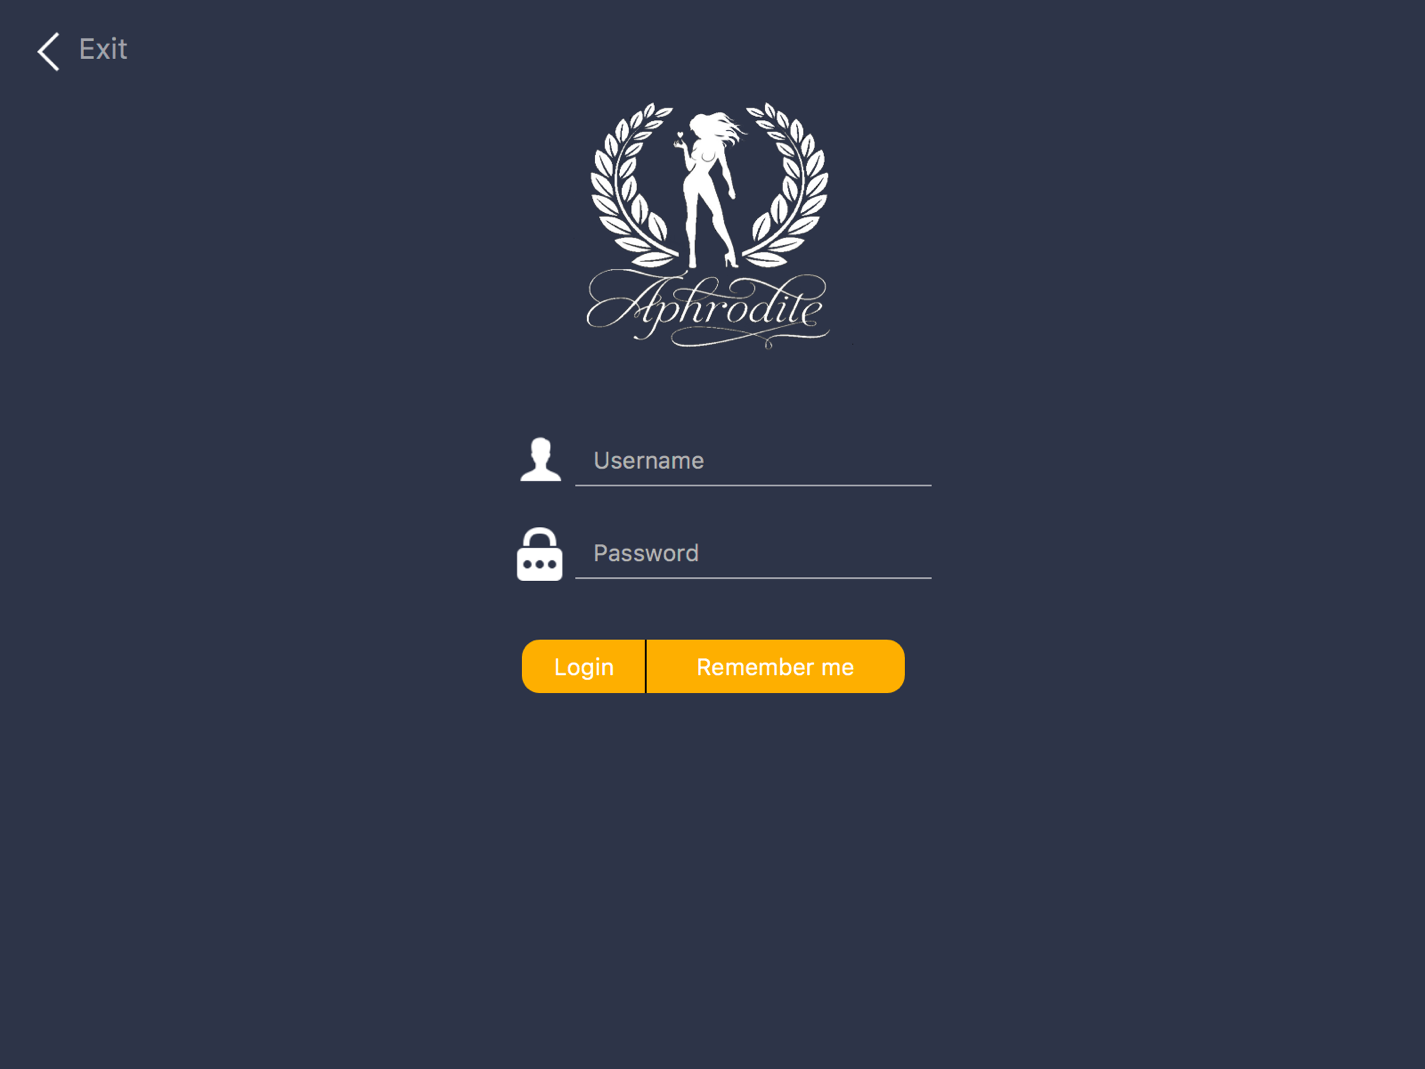 Exit
Aphrodite
Username
Password
Login
Remember me